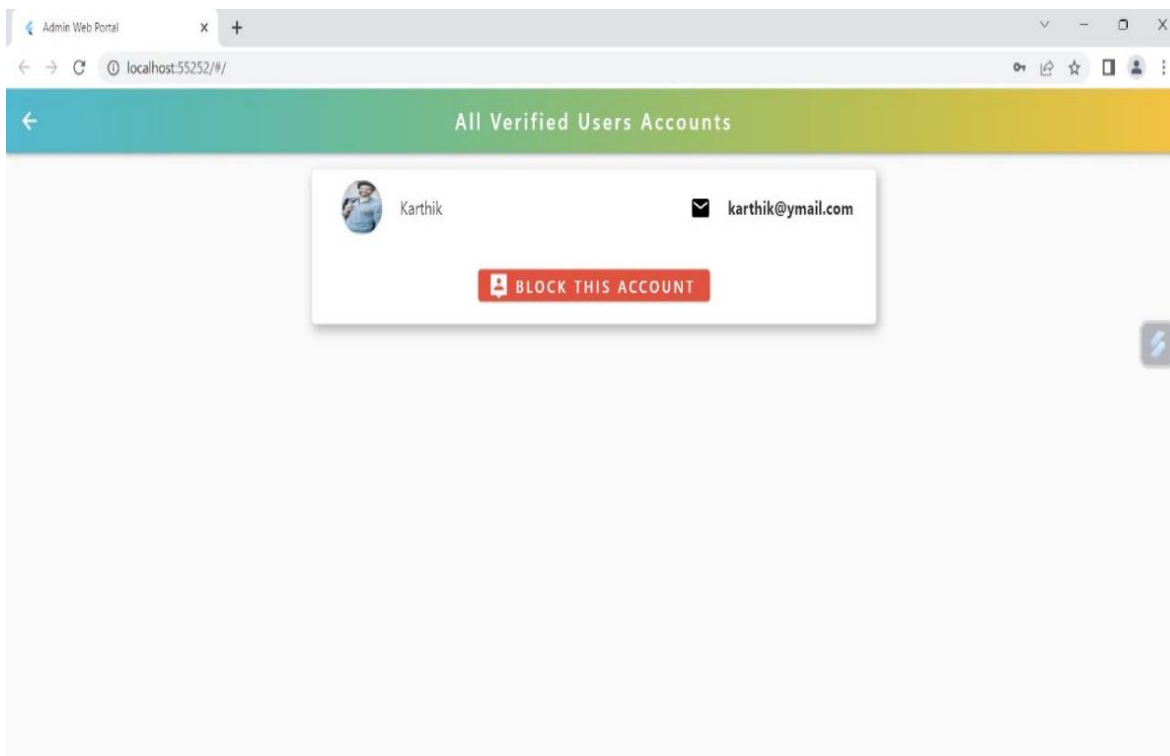 Admin Web Portal
localhost:55252/#/
All Verified Users Accounts
Karthik karthik@ymail.com
BLOCK THIS ACCOUNT